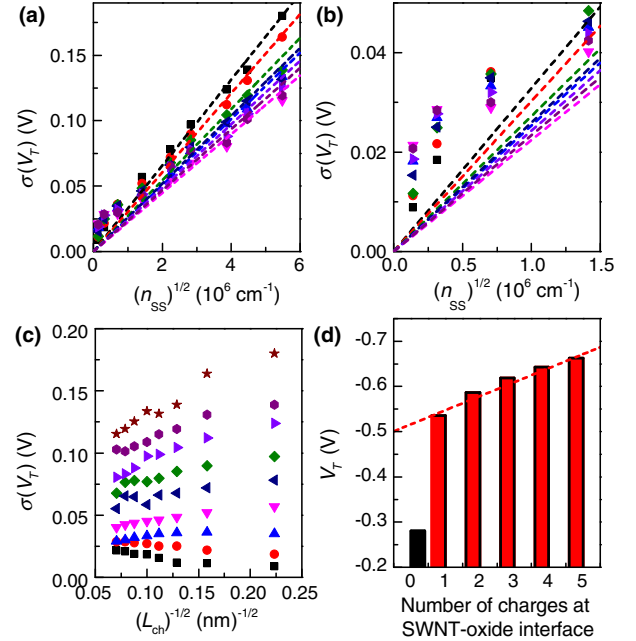 (a)
0.15
0.10
0.05
0.00
σ(V_T) (V)
0
2
4
6
(n_SS)^1/2 (10^6 cm^-1)
(b)
0.04
0.02
0.00
σ(V_T) (V)
0.0
0.5
1.0
1.5
(n_SS)^1/2 (10^6 cm^-1)
(c)
0.20
0.15
0.10
0.05
0.00
σ(V_T) (V)
0.05
0.10
0.15
0.20
0.25
(L_ch)^-1/2 (nm)^-1/2
(d)
-0.7
-0.6
-0.5
-0.4
-0.3
-0.2
V_T (V)
0
1
2
3
4
5
Number of charges at
SWNT-oxide interface